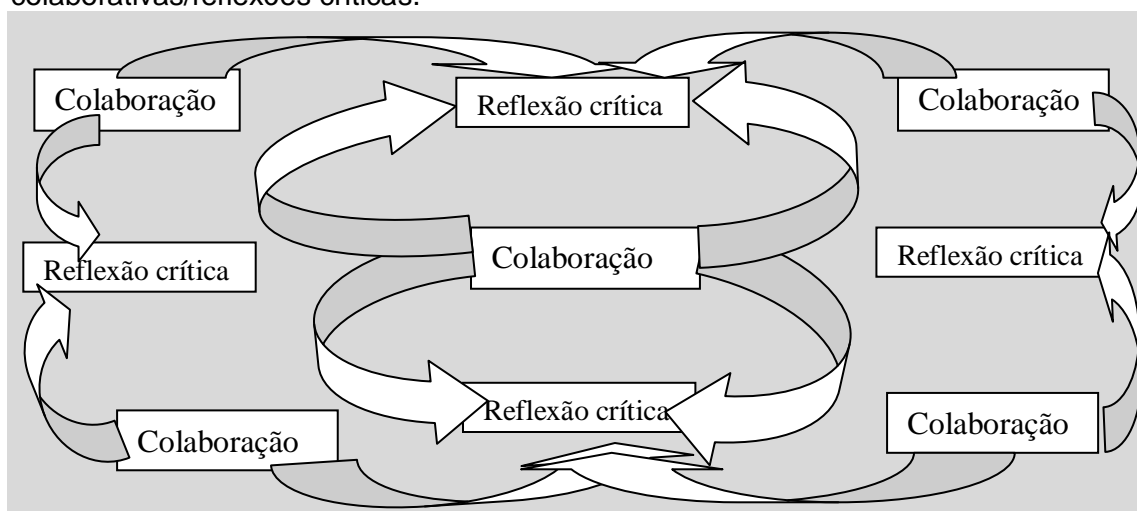 colaborativas/reflexões críticas.
Colaboração
Reflexão crítica
Colaboração
Reflexão crítica
Colaboração
Reflexão crítica
Colaboração
Reflexão crítica
Colaboração